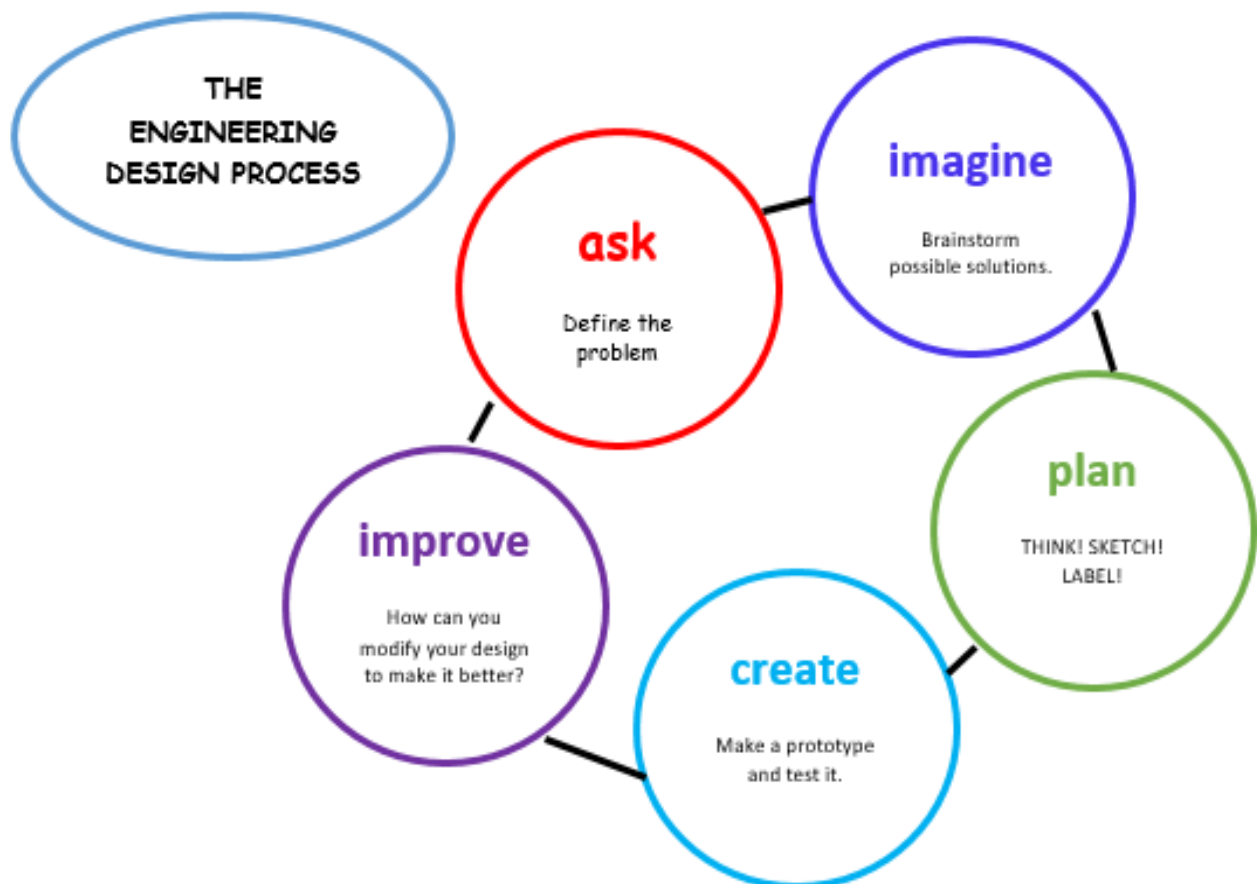 THE
ENGINEERING
DESIGN PROCESS
ask
Define the
problem
imagine
Brainstorm
possible solutions.
plan
THINK! SKETCH!
LABEL!
create
Make a prototype
and test it.
improve
How can you
modify your design
to make it better?